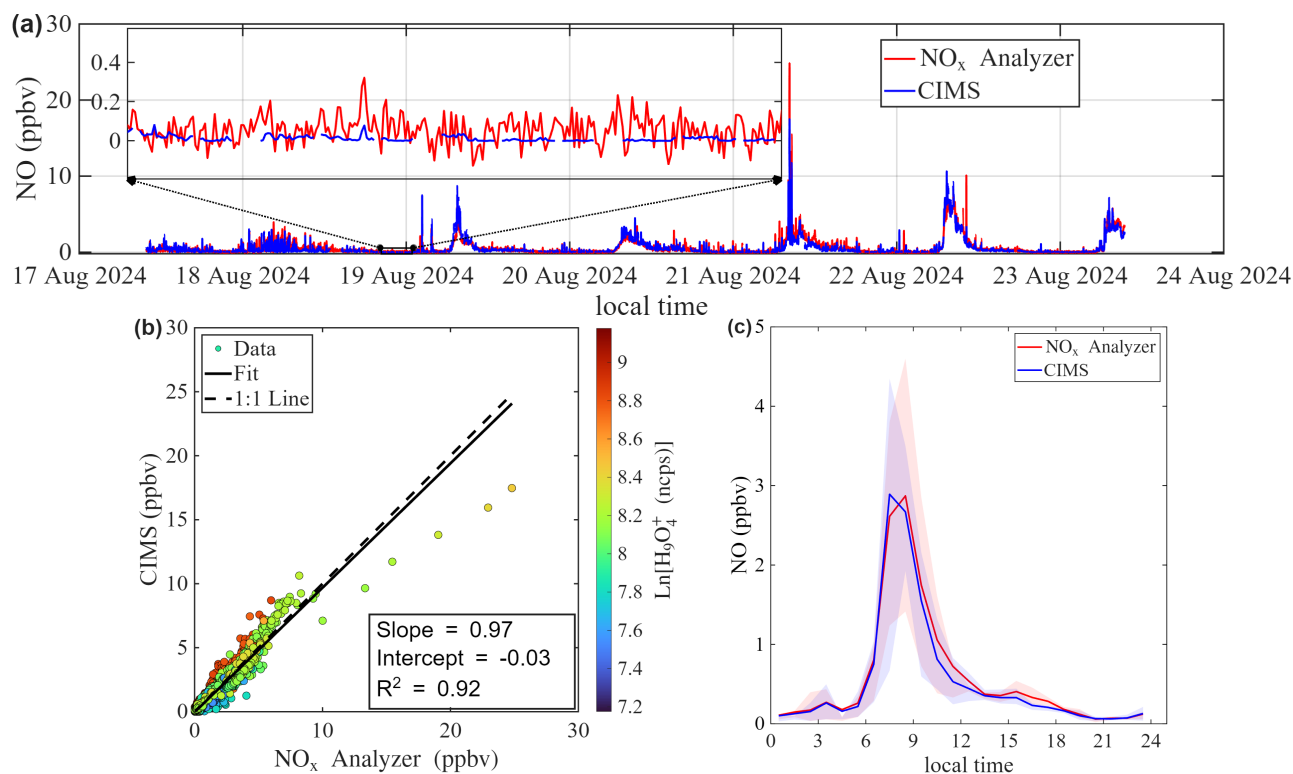 (a)
30
20
10
0
NO (ppbv)
0.4
0.2
0
NOx Analyzer
CIMS
17 Aug 2024
18 Aug 2024
19 Aug 2024
20 Aug 2024
21 Aug 2024
22 Aug 2024
23 Aug 2024
24 Aug 2024
local time
(b)
30
25
20
15
10
5
0
CIMS (ppbv)
Data
Fit
1:1 Line
Slope = 0.97
Intercept = -0.03
R² = 0.92
0
10
20
30
NOx Analyzer (ppbv)
9
8.8
8.6
8.4
8.2
8
7.8
7.6
7.4
7.2
Ln[H₉O₄⁺ (ncps)]
(c)
5
4
3
2
1
0
NO (ppbv)
NOx Analyzer
CIMS
0
3
6
9
12
15
18
21
24
local time